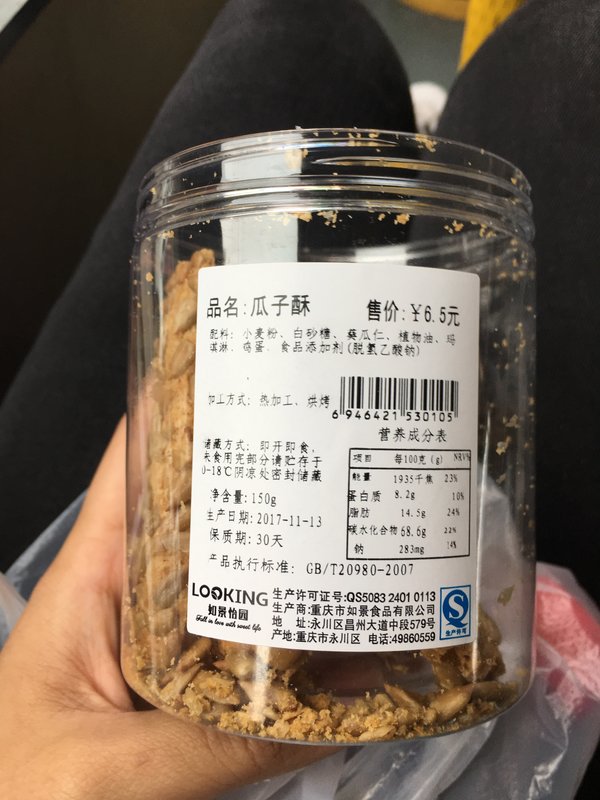 品名:瓜子酥 售价:¥6.5元
配料: 小麦粉、白砂糖、葵瓜仁、植物油、玛
琪淋、鸡蛋、食品添加剂(脱氢乙酸钠)
加工方式: 热加工、烘烤
6 946421 530105
营养成分表
项目 每100克(g) NRV%
能量 1935千焦 23%
蛋白质 8.2g 10%
脂肪 14.5g 24%
碳水化合物 68.6g 22%
钠 283mg 14%
储藏方式: 即开即食,
未食用完部分请贮存于
0-18℃阴凉处密封储藏
净含量:150g
生产日期:2017-11-13
保质期:30天
产品执行标准: GB/T20980-2007
LOOKING
如景怡园
Fall in love with sweet life
生产许可证号:QS5083 2401 0113
生产商:重庆市如景食品有限公司
地 址:永川区昌州大道中段579号
产地:重庆市永川区 电话:49860559
生产许可